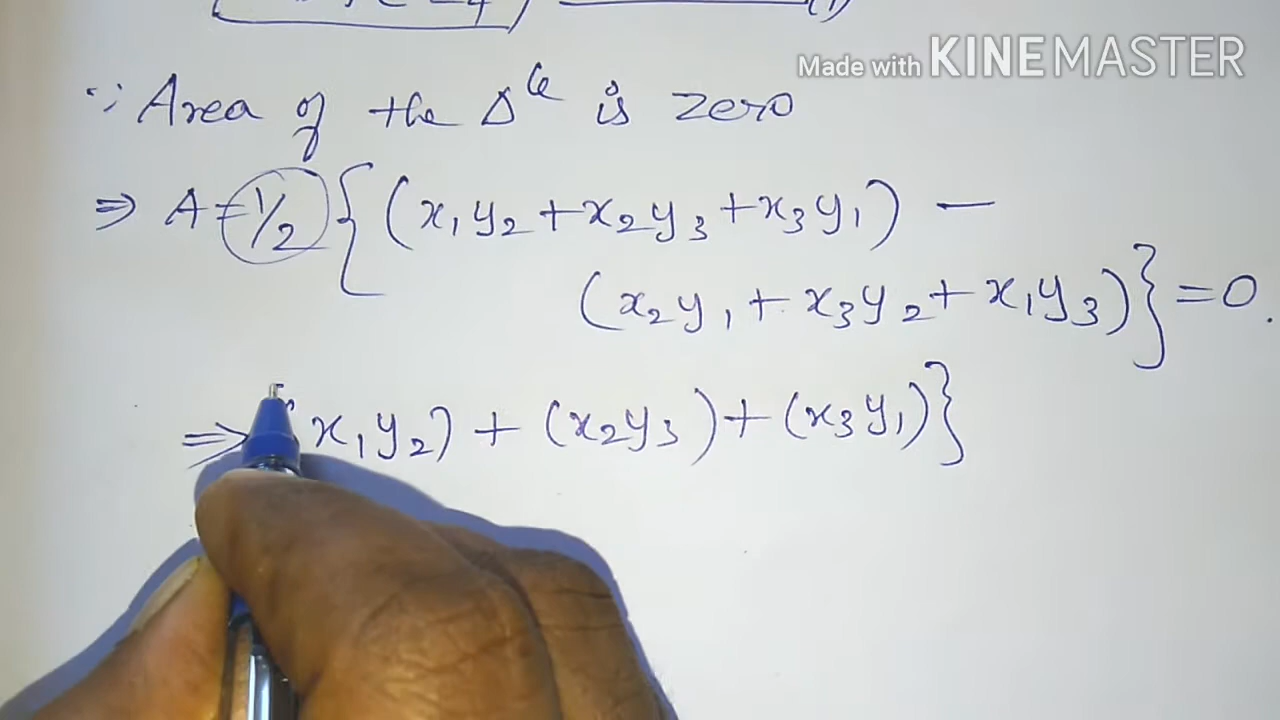 Made with KINEMASTER
∵ Area of the Δle is zero
⇒ A = 1/2 { (x₁y₂ + x₂y₃ + x₃y₁) —
(x₂y₁ + x₃y₂ + x₁y₃) } = 0.
⇒ x₁y₂) + (x₂y₃) + (x₃y₁) }